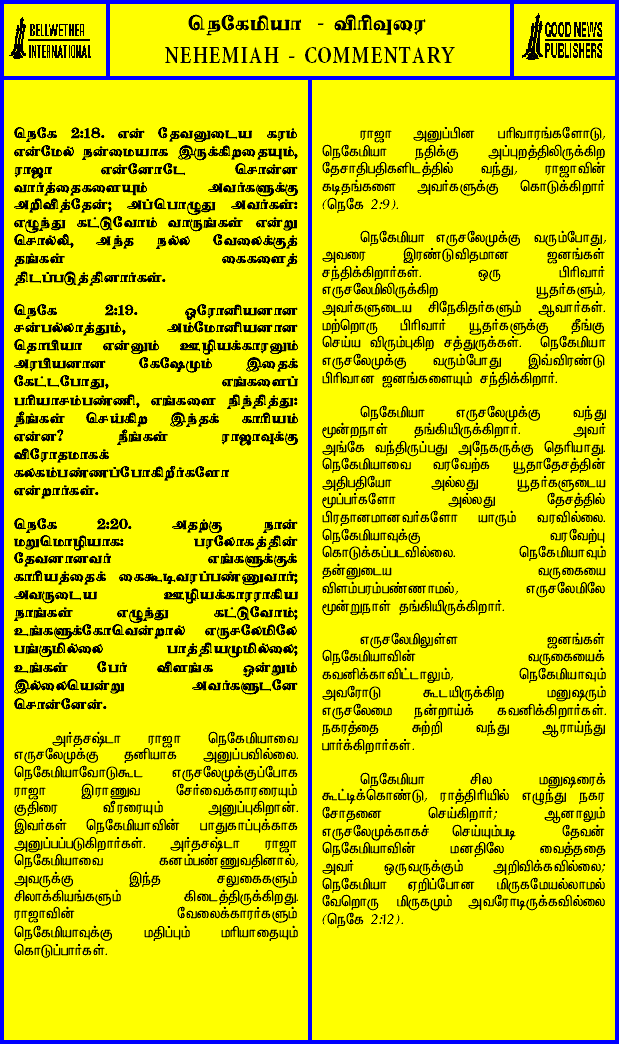 BELLWETHER
INTERNATIONAL
நெகேமியா - விரிவுரை
NEHEMIAH - COMMENTARY
GOOD NEWS
PUBLISHERS
நெகே 2:18. என் தேவனுடைய கரம்
என்மேல் நன்மையாக இருக்கிறதையும்,
ராஜா என்னோடே சொன்ன
வார்த்தைகளையும் அவர்களுக்கு
அறிவித்தேன்; அப்பொழுது அவர்கள்:
எழுந்து கட்டுவோம் வாருங்கள் என்று
சொல்லி, அந்த நல்ல வேலைக்குத்
தங்கள் கைகளைத்
திடப்படுத்தினார்கள்.
நெகே 2:19. ஓரோனியனான
சன்பல்லாத்தும், அம்மோனியனான
தொபியா என்னும் ஊழியக்காரனும்
அரபியனான கேஷேமும் இதைக்
கேட்டபோது, எங்களைப்
பரியாசம்பண்ணி, எங்களை நிந்தித்து:
நீங்கள் செய்கிற இந்தக் காரியம்
என்ன? நீங்கள் ராஜாவுக்கு
விரோதமாகக்
கலகம்பண்ணப்போகிறீர்களோ
என்றார்கள்.
நெகே 2:20. அதற்கு நான்
மறுமொழியாக: பரலோகத்தின்
தேவனானவர் எங்களுக்குக்
காரியத்தைக் கைகூடிவரப்பண்ணுவார்;
அவருடைய ஊழியக்காரராகிய
நாங்கள் எழுந்து கட்டுவோம்;
உங்களுக்கோவென்றால் எருசலேமிலே
பங்குமில்லை பாத்தியமுமில்லை;
உங்கள் பேர் விளங்க ஒன்றும்
இல்லையென்று அவர்களுடனே
சொன்னேன்.
அர்தசஷ்டா ராஜா நெகேமியாவை
எருசலேமுக்கு தனியாக அனுப்பவில்லை.
நெகேமியாவோடுகூட எருசலேமுக்குப்போக
ராஜா இராணுவ சேர்வைக்காரரையும்
குதிரை வீரரையும் அனுப்புகிறான்.
இவர்கள் நெகேமியாவின் பாதுகாப்புக்காக
அனுப்பப்படுகிறார்கள். அர்தசஷ்டா ராஜா
நெகேமியாவை கனம்பண்ணுவதினால்,
அவருக்கு இந்த சலுகைகளும்
சிலாக்கியங்களும் கிடைத்திருக்கிறது.
ராஜாவின் வேலைக்காரர்களும்
நெகேமியாவுக்கு மதிப்பும் மரியாதையும்
கொடுப்பார்கள்.
ராஜா அனுப்பின பரிவாரங்களோடு,
நெகேமியா நதிக்கு அப்புறத்திலிருக்கிற
தேசாதிபதிகளிடத்தில் வந்து, ராஜாவின்
கடிதங்களை அவர்களுக்கு கொடுக்கிறார்
(நெகே 2:9).
நெகேமியா எருசலேமுக்கு வரும்போது,
அவரை இரண்டுவிதமான ஜனங்கள்
சந்திக்கிறார்கள். ஒரு பிரிவார்
எருசலேமிலிருக்கிற யூதர்களும்,
அவர்களுடைய சிநேகிதர்களும் ஆவார்கள்.
மற்றொரு பிரிவார் யூதர்களுக்கு தீங்கு
செய்ய விரும்புகிற சத்துருக்கள். நெகேமியா
எருசலேமுக்கு வரும்போது இவ்விரண்டு
பிரிவான ஜனங்களையும் சந்திக்கிறார்.
நெகேமியா எருசலேமுக்கு வந்து
மூன்றநாள் தங்கியிருக்கிறார். அவர்
அங்கே வந்திருப்பது அநேகருக்கு தெரியாது.
நெகேமியாவை வரவேற்க யூதாதேசத்தின்
அதிபதியோ அல்லது யூதர்களுடைய
மூப்பர்களோ அல்லது தேசத்தில்
பிரதானமானவர்களோ யாரும் வரவில்லை.
நெகேமியாவுக்கு வரவேற்பு
கொடுக்கப்படவில்லை. நெகேமியாவும்
தன்னுடைய வருகையை
விளம்பரம்பண்ணாமல், எருசலேமிலே
மூன்றுநாள் தங்கியிருக்கிறார்.
எருசலேமிலுள்ள ஜனங்கள்
நெகேமியாவின் வருகையைக்
கவனிக்காவிட்டாலும், நெகேமியாவும்
அவரோடு கூடயிருக்கிற மனுஷரும்
எருசலேமை நன்றாய்க் கவனிக்கிறார்கள்.
நகரத்தை சுற்றி வந்து ஆராய்ந்து
பார்க்கிறார்கள்.
நெகேமியா சில மனுஷரைக்
கூட்டிக்கொண்டு, ராத்திரியில் எழுந்து நகர
சோதனை செய்கிறார்; ஆனாலும்
எருசலேமுக்காகச் செய்யும்படி தேவன்
நெகேமியாவின் மனதிலே வைத்ததை
அவர் ஒருவருக்கும் அறிவிக்கவில்லை;
நெகேமியா ஏறிப்போன மிருகமேயல்லாமல்
வேறொரு மிருகமும் அவரோடிருக்கவில்லை
(நெகே 2:12).